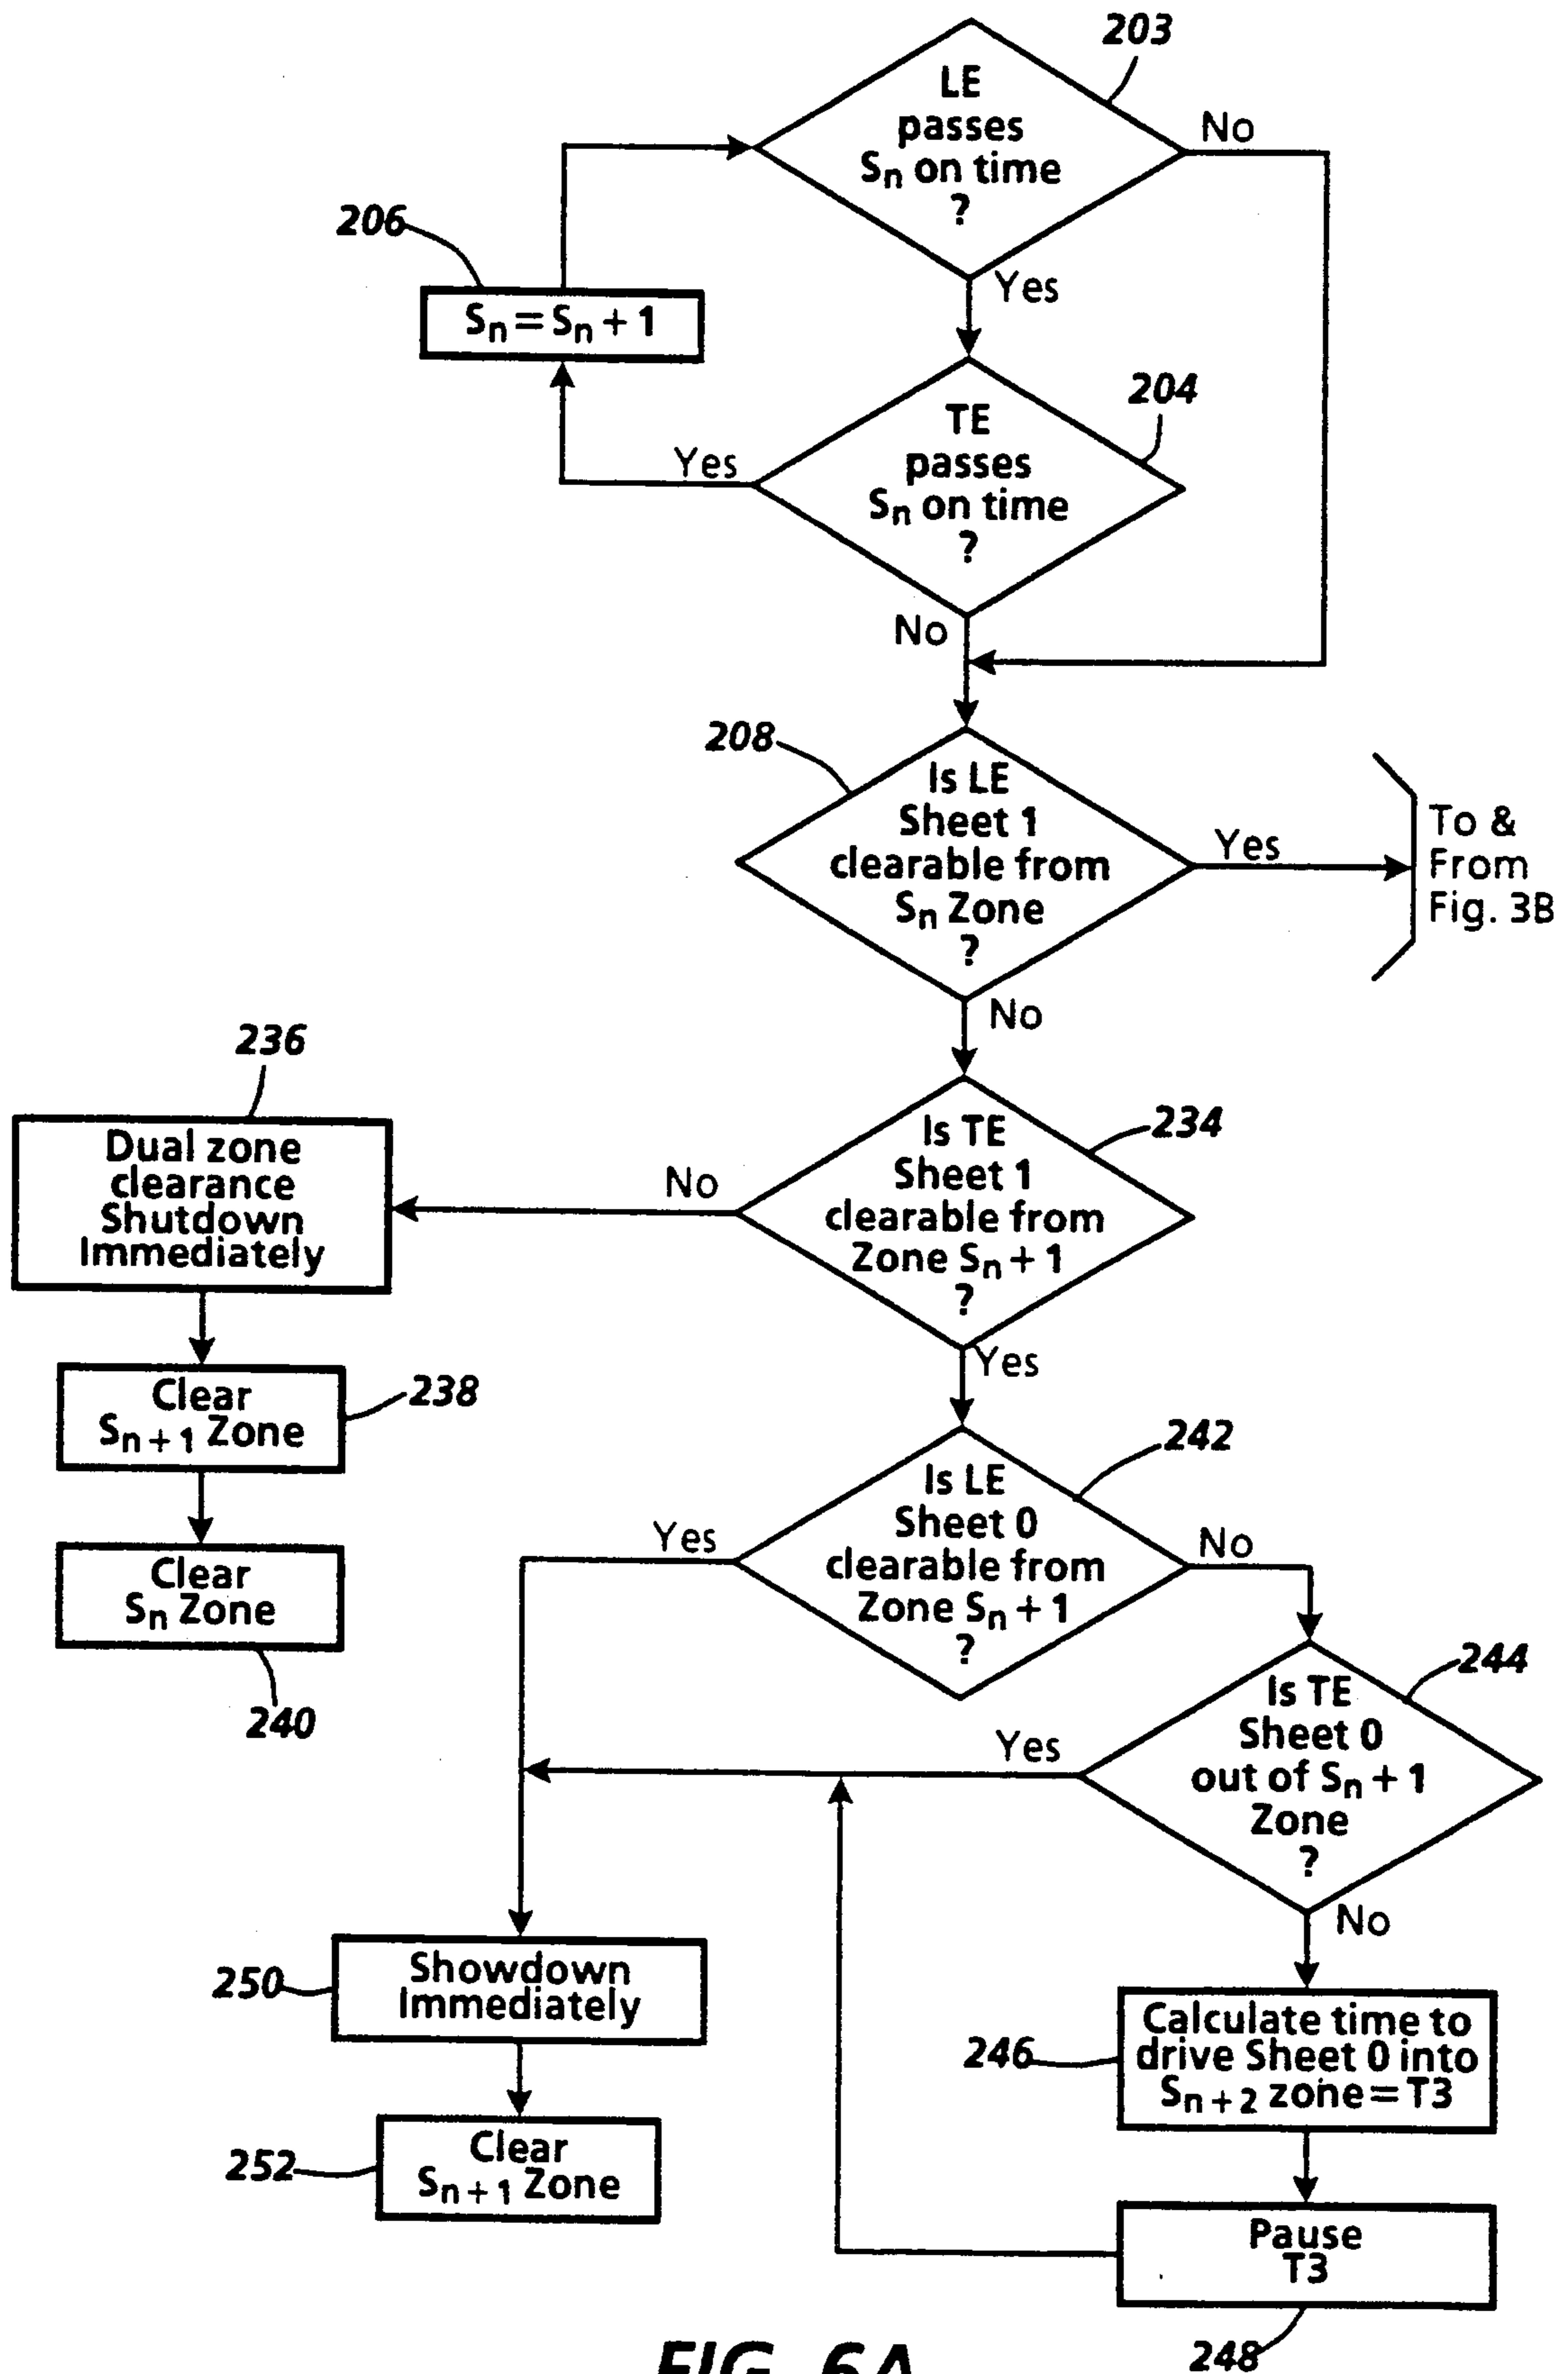 203
LE
passes
Sn on time
?
No
Yes
206
Sn = Sn + 1
204
TE
passes
Sn on time
?
Yes
No
208
Is LE
Sheet 1
clearable from
Sn Zone
?
Yes
To &
From
Fig. 3B
No
236
Dual zone
clearance
Shutdown
Immediately
234
Is TE
Sheet 1
clearable from
Zone Sn + 1
?
No
Yes
Clear
Sn + 1 Zone
238
Clear
Sn Zone
240
242
Is LE
Sheet 0
clearable from
Zone Sn + 1
?
Yes
No
244
Is TE
Sheet 0
out of Sn + 1
Zone
?
Yes
No
250
Showdown
Immediately
246
Calculate time to
drive Sheet 0 into
Sn + 2 zone = T3
252
Clear
Sn + 1 Zone
Pause
T3
248
FIG. 6A